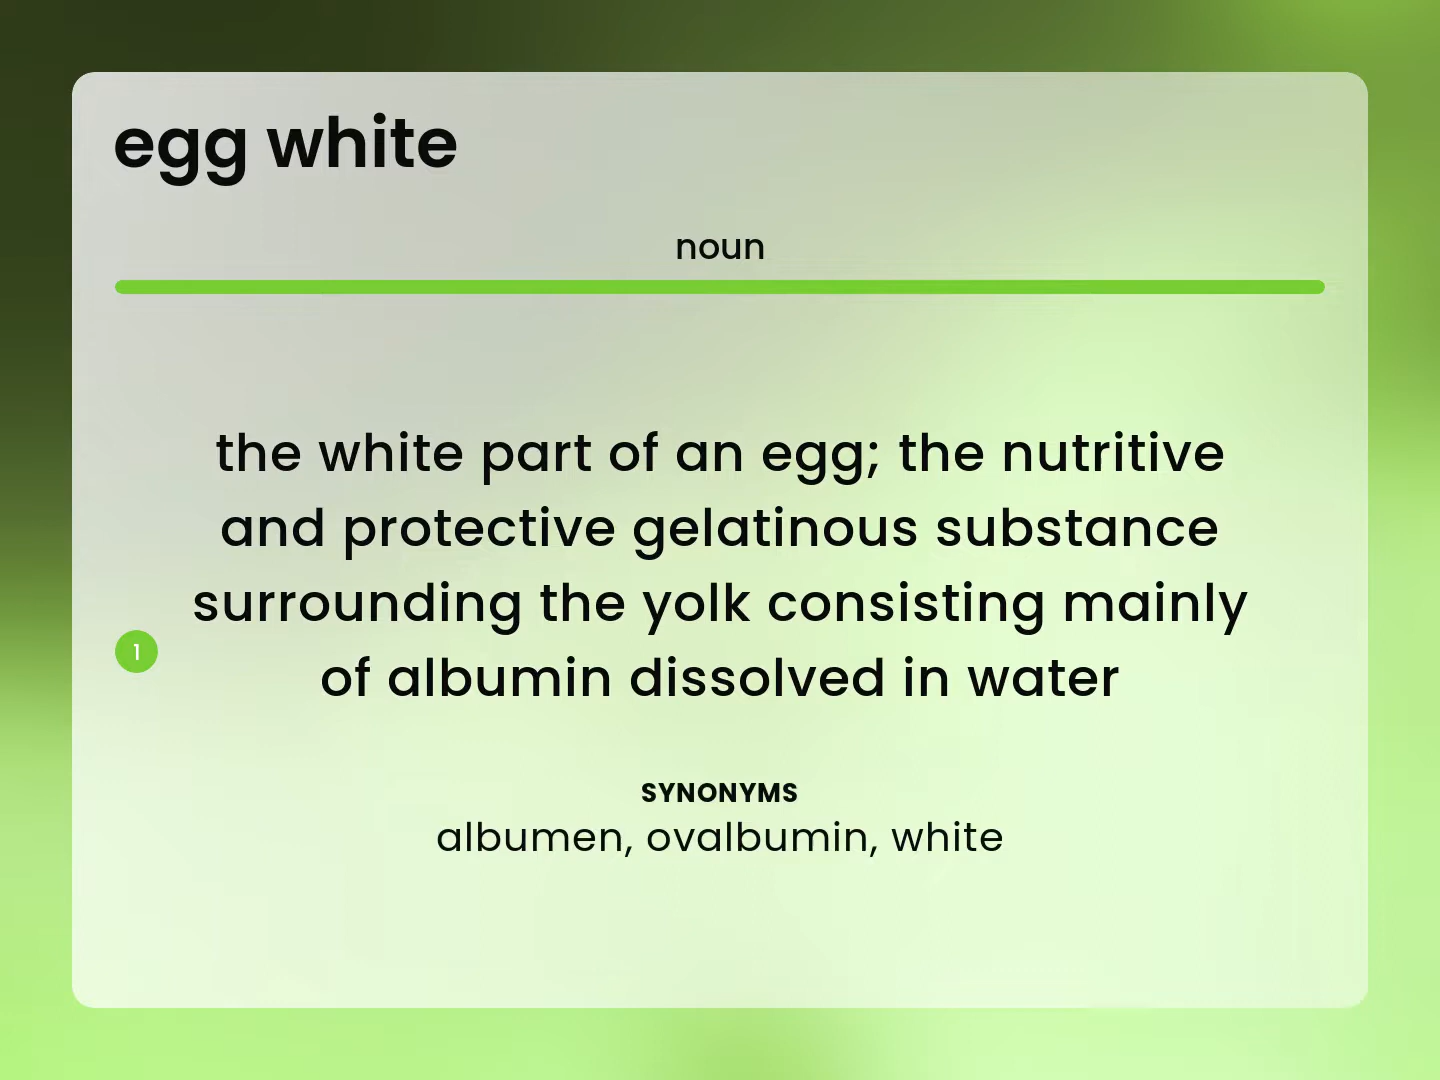 egg white
noun
the white part of an egg; the nutritive
and protective gelatinous substance
surrounding the yolk consisting mainly
1
of albumin dissolved in water
SYNONYMS
albumen, ovalbumin, white